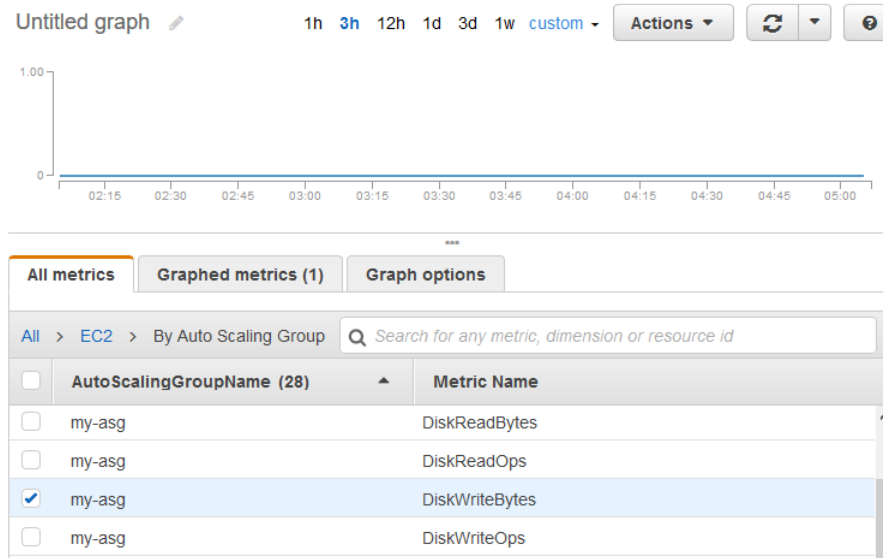 Untitled graph 1h 3h 12h 1d 3d 1w custom Actions
1.00
0
02:15 02:30 02:45 03:00 03:15 03:30 03:45 04:00 04:15 04:30 04:45 05:00
All metrics Graphed metrics (1) Graph options
All > EC2 > By Auto Scaling Group Search for any metric, dimension or resource id
AutoScalingGroupName (28) Metric Name
my-asg DiskReadBytes
my-asg DiskReadOps
my-asg DiskWriteBytes
my-asg DiskWriteOps